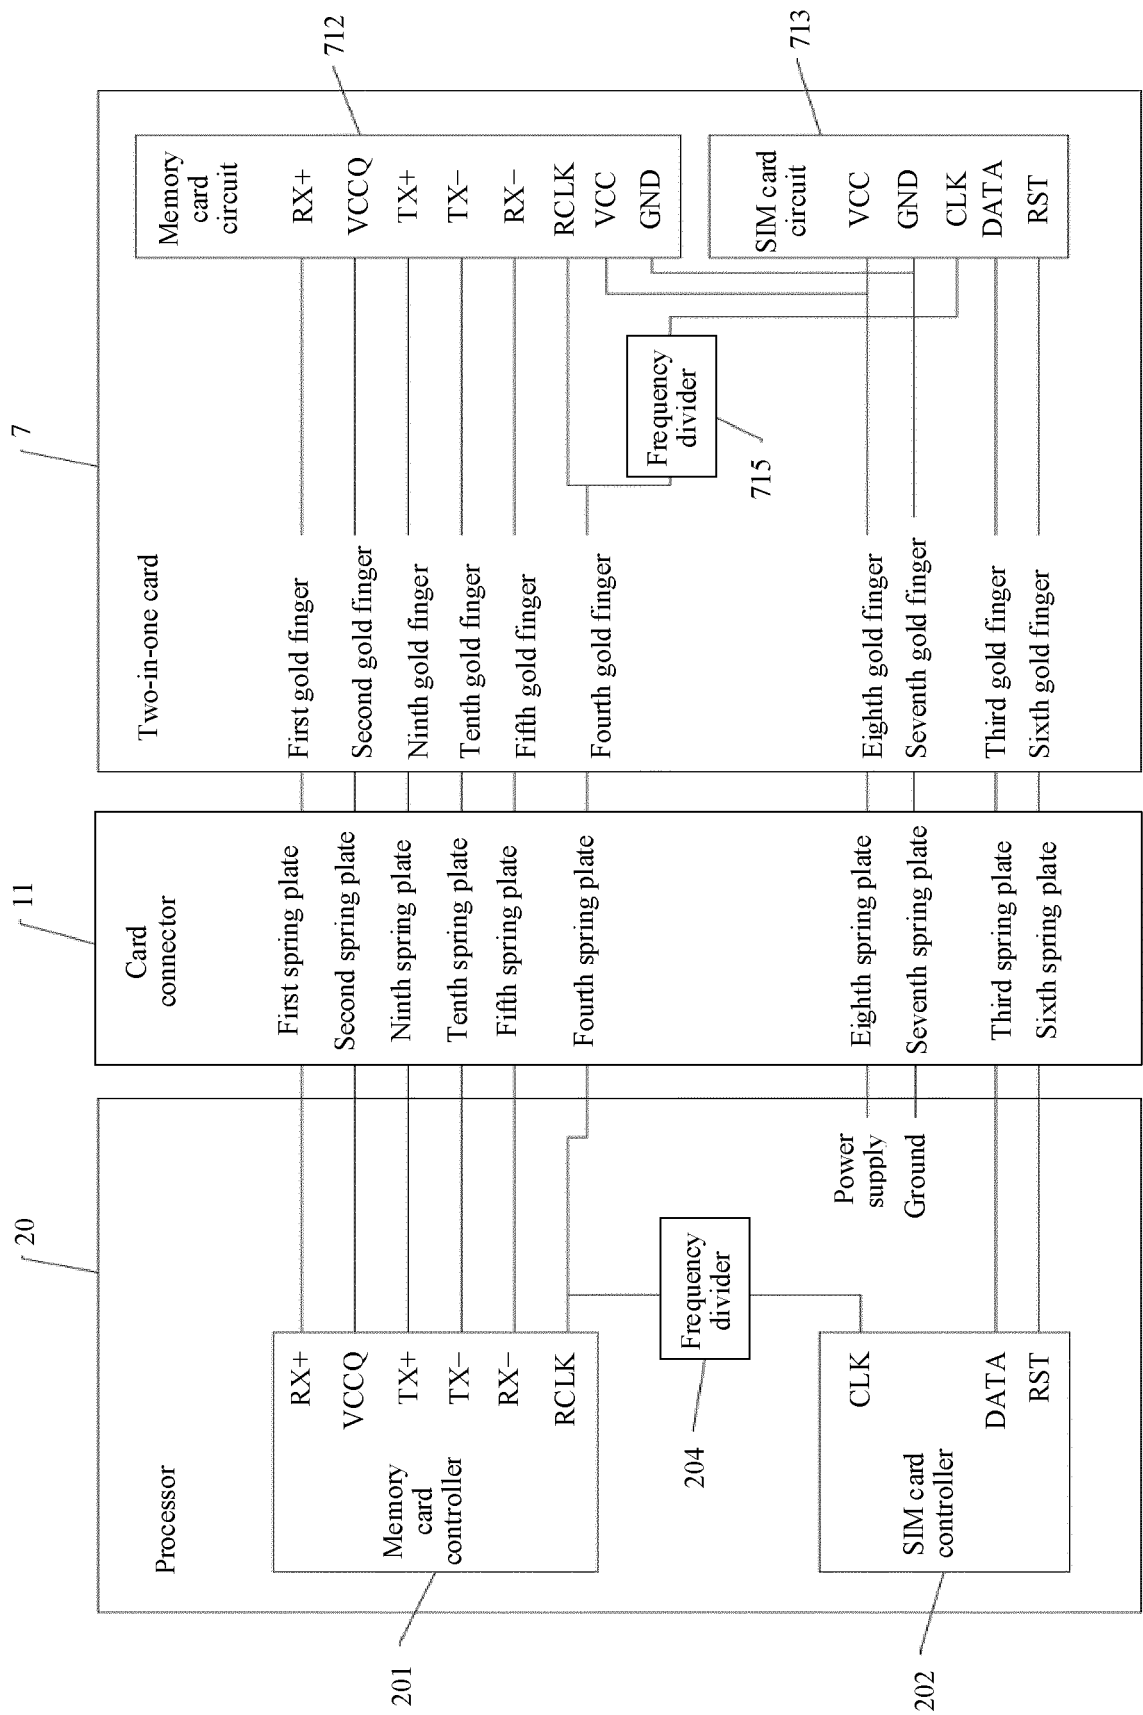 20
11
7
712
713
Processor
201
Memory
card
controller
RX+
VCCQ
TX+
TX−
RX−
RCLK
204
Frequency
divider
202
SIM card
controller
CLK
DATA
RST
Power
supply
Ground
Card
connector
First spring plate
Second spring plate
Ninth spring plate
Tenth spring plate
Fifth spring plate
Fourth spring plate
Eighth spring plate
Seventh spring plate
Third spring plate
Sixth spring plate
Two-in-one card
First gold finger
Second gold finger
Ninth gold finger
Tenth gold finger
Fifth gold finger
Fourth gold finger
Eighth gold finger
Seventh gold finger
Third gold finger
Sixth gold finger
Frequency
divider
715
Memory
card
circuit
RX+
VCCQ
TX+
TX−
RX−
RCLK
VCC
GND
SIM card
circuit
VCC
GND
CLK
DATA
RST